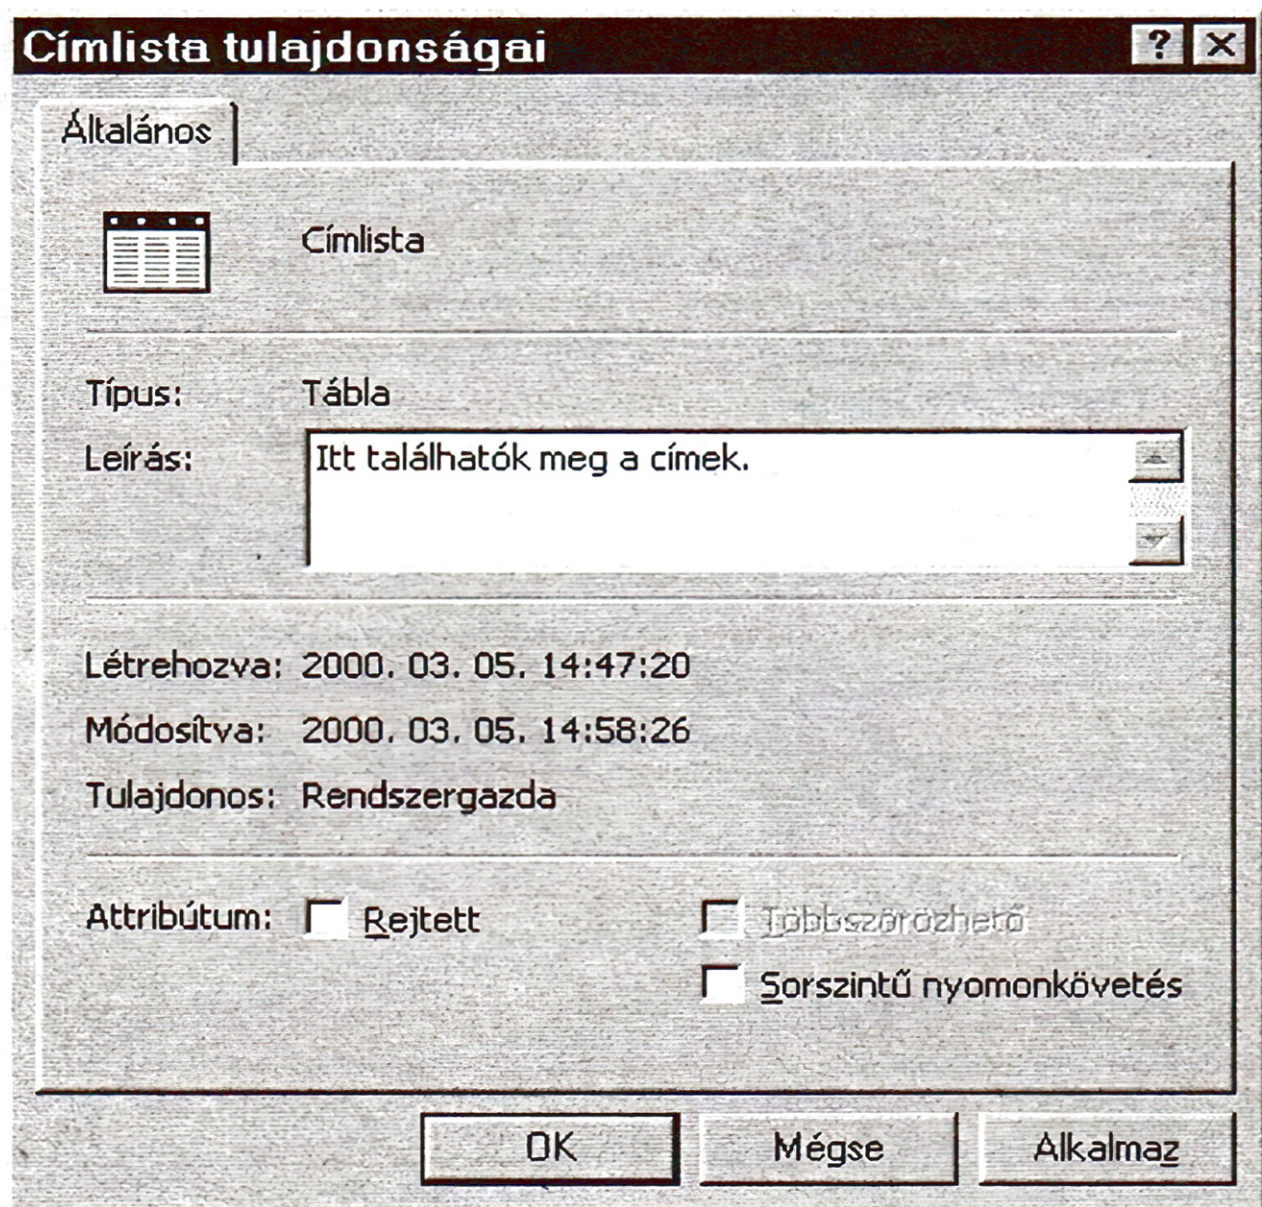 Címlista tulajdonságai
Általános
Címlista
Típus: Tábla
Leírás: Itt találhatók meg a címek.
Létrehozva: 2000. 03. 05. 14:47:20
Módosítva: 2000. 03. 05. 14:58:26
Tulajdonos: Rendszergazda
Attribútum: Rejtett Többszörözhető
Sorszintű nyomonkövetés
OK Mégse Alkalmaz